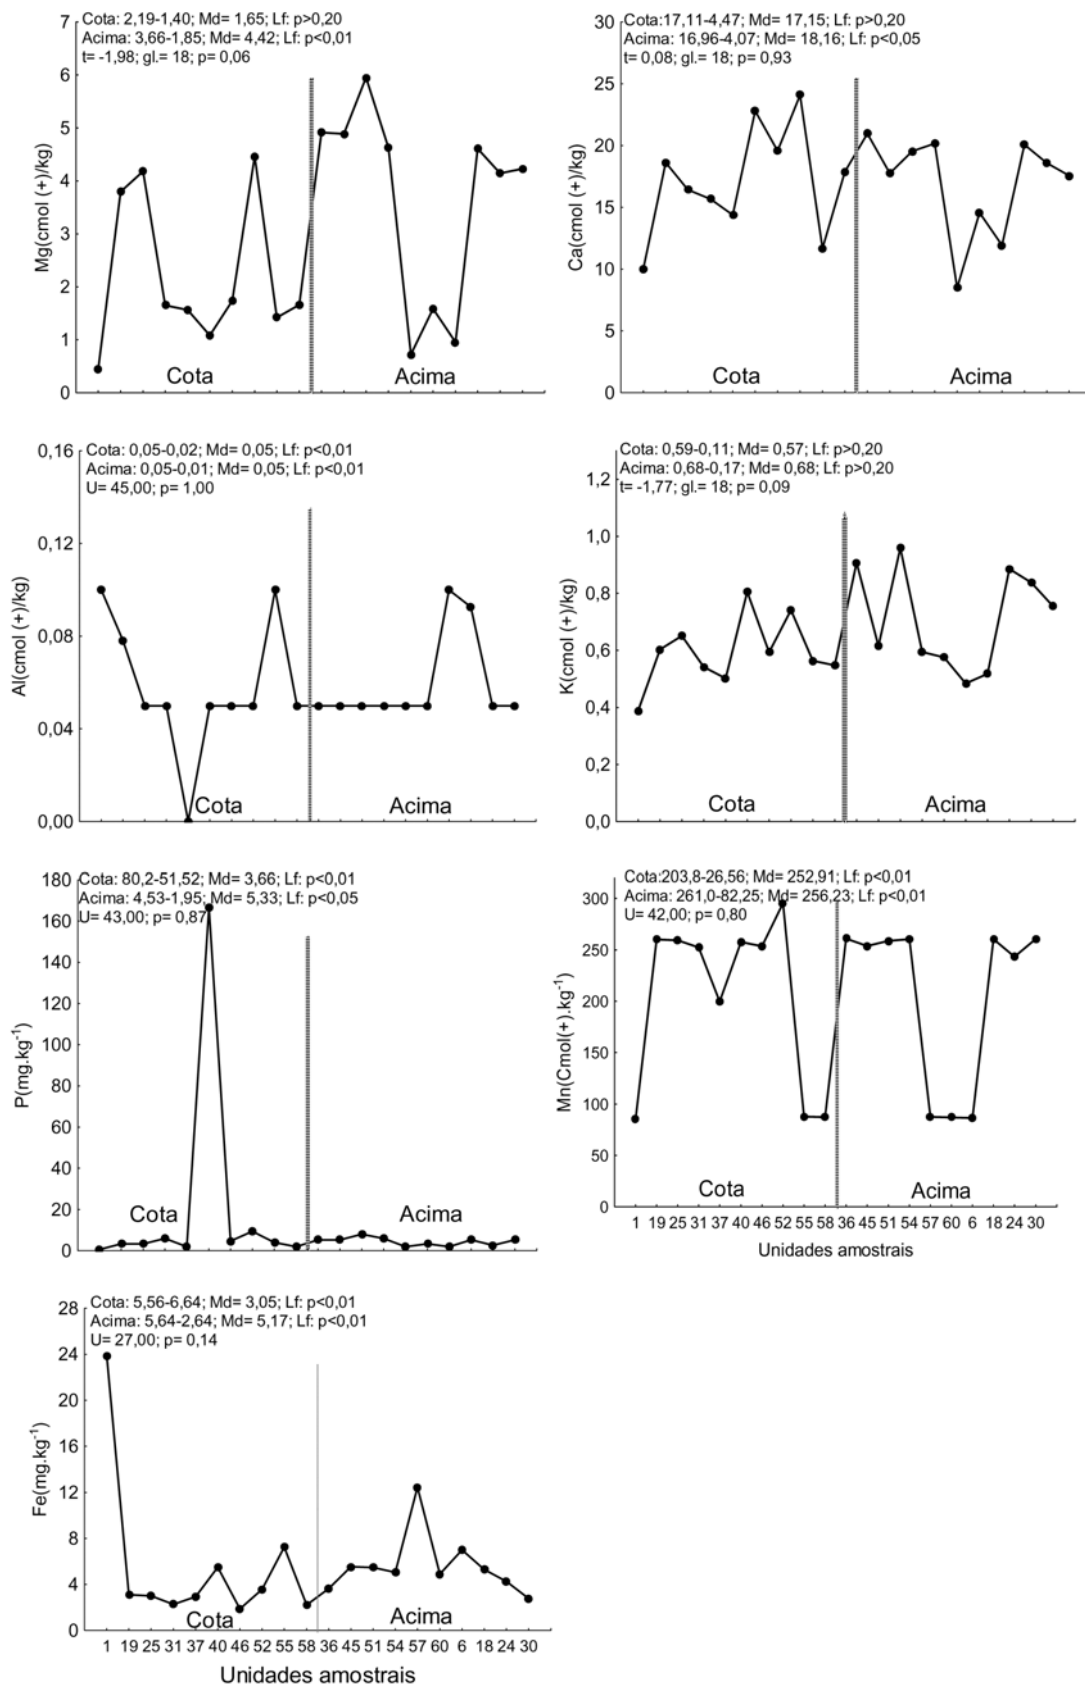 Cota: 2,19-1,40; Md= 1,65; Lf: p>0,20
Acima: 3,66-1,85; Md= 4,42; Lf: p<0,01
t= -1,98; gl.= 18; p= 0,06
7
6
5
4
3
2
1
0
Mg(cmol (+)/kg)
Cota
Acima
Cota:17,11-4,47; Md= 17,15; Lf: p>0,20
Acima: 16,96-4,07; Md= 18,16; Lf: p<0,05
t= 0,08; gl.= 18; p= 0,93
30
25
20
15
10
5
0
Ca(cmol (+)/kg)
Cota
Acima
Cota: 0,05-0,02; Md= 0,05; Lf: p<0,01
Acima: 0,05-0,01; Md= 0,05; Lf: p<0,01
U= 45,00; p= 1,00
0,16
0,12
0,08
0,04
0,00
Al(cmol (+)/kg)
Cota
Acima
Cota: 0,59-0,11; Md= 0,57; Lf: p>0,20
Acima: 0,68-0,17; Md= 0,68; Lf: p>0,20
t= -1,77; gl.= 18; p= 0,09
1,2
1,0
0,8
0,6
0,4
0,2
0,0
K(cmol (+)/kg)
Cota
Acima
Cota: 80,2-51,52; Md= 3,66; Lf: p<0,01
Acima: 4,53-1,95; Md= 5,33; Lf: p<0,05
U= 43,00; p= 0,87
180
160
140
120
100
80
60
40
20
0
P(mg.kg-1)
Cota
Acima
Cota:203,8-26,56; Md= 252,91; Lf: p<0,01
Acima: 261,0-82,25; Md= 256,23; Lf: p<0,01
U= 42,00; p= 0,80
300
250
200
150
100
50
0
Mn(Cmol(+).kg-1)
Cota
Acima
1 19 25 31 37 40 46 52 55 58 36 45 51 54 57 60 6 18 24 30
Unidades amostrais
Cota: 5,56-6,64; Md= 3,05; Lf: p<0,01
Acima: 5,64-2,64; Md= 5,17; Lf: p<0,01
U= 27,00; p= 0,14
28
24
20
16
12
8
4
0
Fe(mg.kg-1)
Cota
Acima
1 19 25 31 37 40 46 52 55 58 36 45 51 54 57 60 6 18 24 30
Unidades amostrais